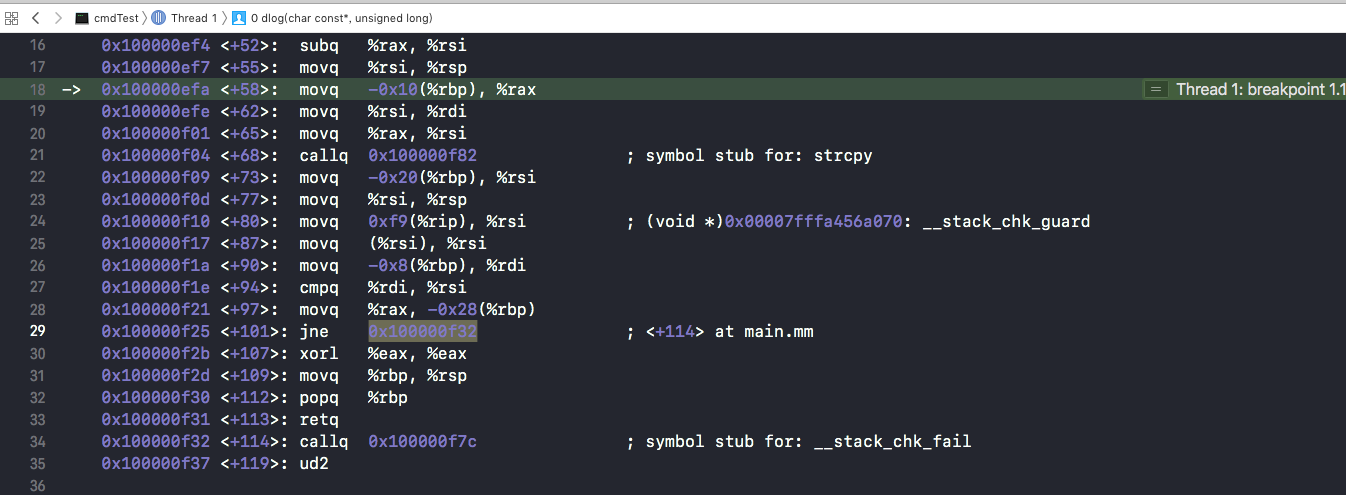 cmdTest Thread 1 0 dlog(char const*, unsigned long)
16 0x100000ef4 <+52>: subq %rax, %rsi
17 0x100000ef7 <+55>: movq %rsi, %rsp
18 -> 0x100000efa <+58>: movq -0x10(%rbp), %rax = Thread 1: breakpoint 1.1
19 0x100000efe <+62>: movq %rsi, %rdi
20 0x100000f01 <+65>: movq %rax, %rsi
21 0x100000f04 <+68>: callq 0x100000f82 ; symbol stub for: strcpy
22 0x100000f09 <+73>: movq -0x20(%rbp), %rsi
23 0x100000f0d <+77>: movq %rsi, %rsp
24 0x100000f10 <+80>: movq 0xf9(%rip), %rsi ; (void *)0x00007fffa456a070: __stack_chk_guard
25 0x100000f17 <+87>: movq (%rsi), %rsi
26 0x100000f1a <+90>: movq -0x8(%rbp), %rdi
27 0x100000f1e <+94>: cmpq %rdi, %rsi
28 0x100000f21 <+97>: movq %rax, -0x28(%rbp)
29 0x100000f25 <+101>: jne 0x100000f32 ; <+114> at main.mm
30 0x100000f2b <+107>: xorl %eax, %eax
31 0x100000f2d <+109>: movq %rbp, %rsp
32 0x100000f30 <+112>: popq %rbp
33 0x100000f31 <+113>: retq
34 0x100000f32 <+114>: callq 0x100000f7c ; symbol stub for: __stack_chk_fail
35 0x100000f37 <+119>: ud2
36